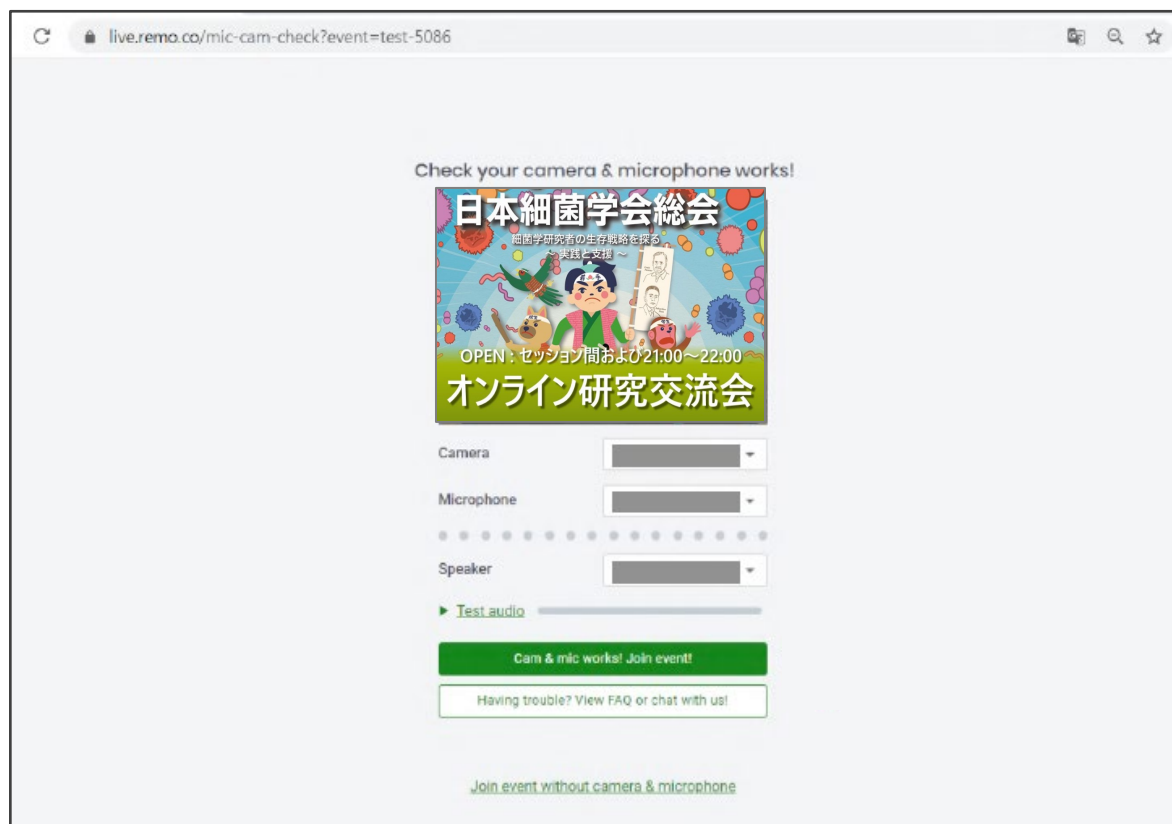 live.remo.co/mic-cam-check?event=test-5086
Check your camera & microphone works!
日本細菌学会総会
細菌学研究者の生存戦略を探る
～ 実践と支援 ～
OPEN : セッション間および21:00～22:00
オンライン研究交流会
Camera
Microphone
Speaker
Test audio
Cam & mic works! Join event!
Having trouble? View FAQ or chat with us!
Join event without camera & microphone